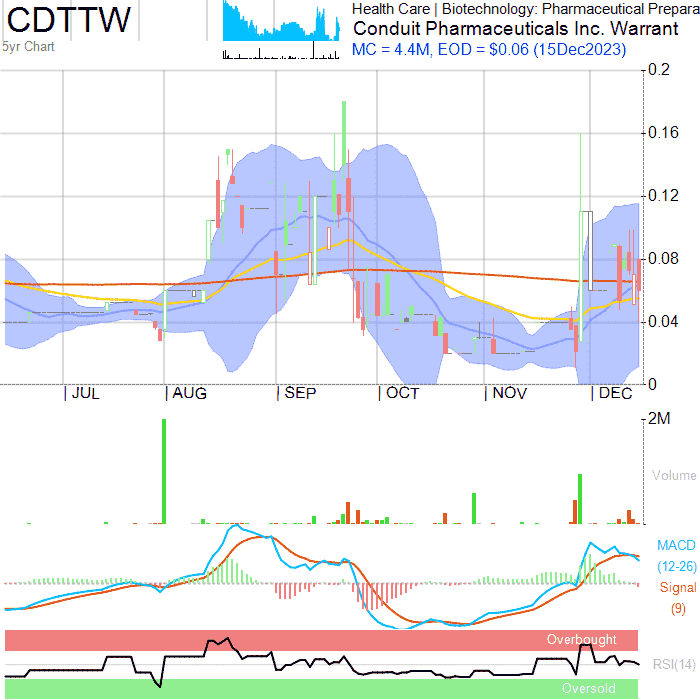 CDTTW
5yr Chart
Health Care | Biotechnology: Pharmaceutical Prepara
Conduit Pharmaceuticals Inc. Warrant
MC = 4.4M, EOD = $0.06 (15Dec2023)
0.2
0.16
0.12
0.08
0.04
0
JUL AUG SEP OCT NOV DEC
2M
Volume
MACD
(12-26)
Signal
(9)
Overbought
RSI(14)
Oversold